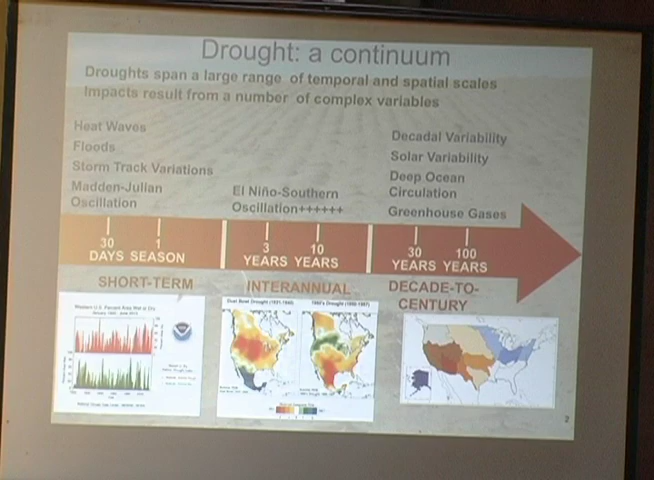 Drought: a continuum
Droughts span a large range of temporal and spatial scales
Impacts result from a number of complex variables
Heat Waves
Floods
Storm Track Variations
Madden-Julian
Oscillation
El Niño-Southern
Oscillation++++++
Decadal Variability
Solar Variability
Deep Ocean
Circulation
Greenhouse Gases
30 1
DAYS SEASON
3 10
YEARS YEARS
30 100
YEARS YEARS
SHORT-TERM
INTERANNUAL
DECADE-TO-
CENTURY
2